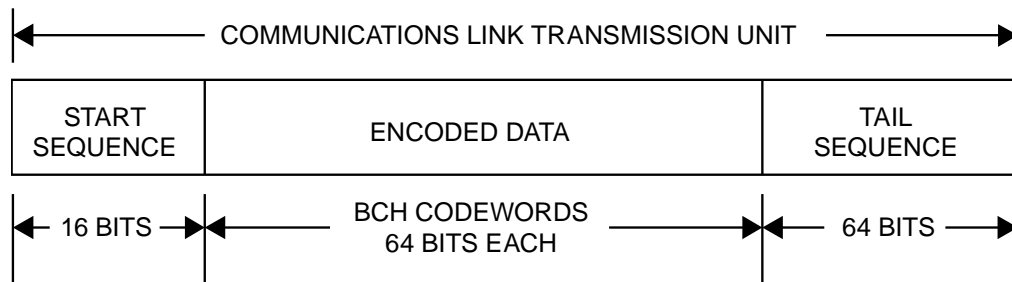 COMMUNICATIONS LINK TRANSMISSION UNIT
START
SEQUENCE
ENCODED DATA
TAIL
SEQUENCE
16 BITS
BCH CODEWORDS
64 BITS EACH
64 BITS